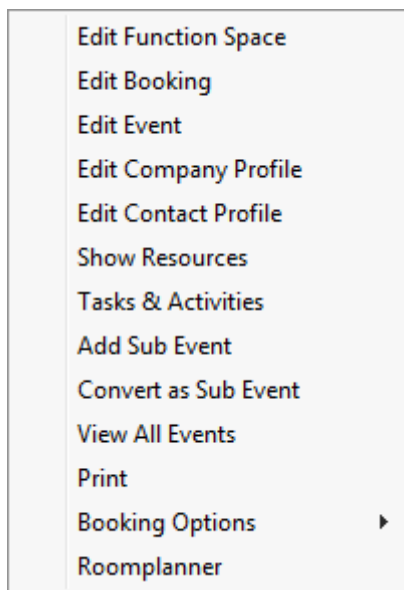 Edit Function Space
Edit Booking
Edit Event
Edit Company Profile
Edit Contact Profile
Show Resources
Tasks & Activities
Add Sub Event
Convert as Sub Event
View All Events
Print
Booking Options
Roomplanner